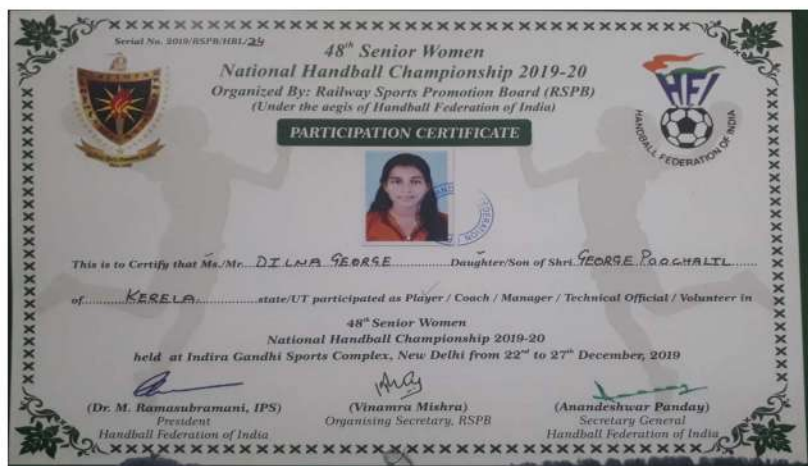 Serial No. 2019/RSPB/HBL/24
48th Senior Women
National Handball Championship 2019-20
Organized By: Railway Sports Promotion Board (RSPB)
(Under the aegis of Handball Federation of India)
PARTICIPATION CERTIFICATE
HFI
HANDBALL FEDERATION OF INDIA
This is to Certify that Ms./Mr. DILNA GEORGE Daughter/Son of Shri. GEORGE POOCHALIL
of KERELA state/UT participated as Player / Coach / Manager / Technical Official / Volunteer in
48th Senior Women
National Handball Championship 2019-20
held at Indira Gandhi Sports Complex, New Delhi from 22nd to 27th December, 2019
(Dr. M. Ramasubramani, IPS) (Vinamra Mishra) (Anandeshwar Panday)
President Organising Secretary, RSPB Secretary General
Handball Federation of India Handball Federation of India